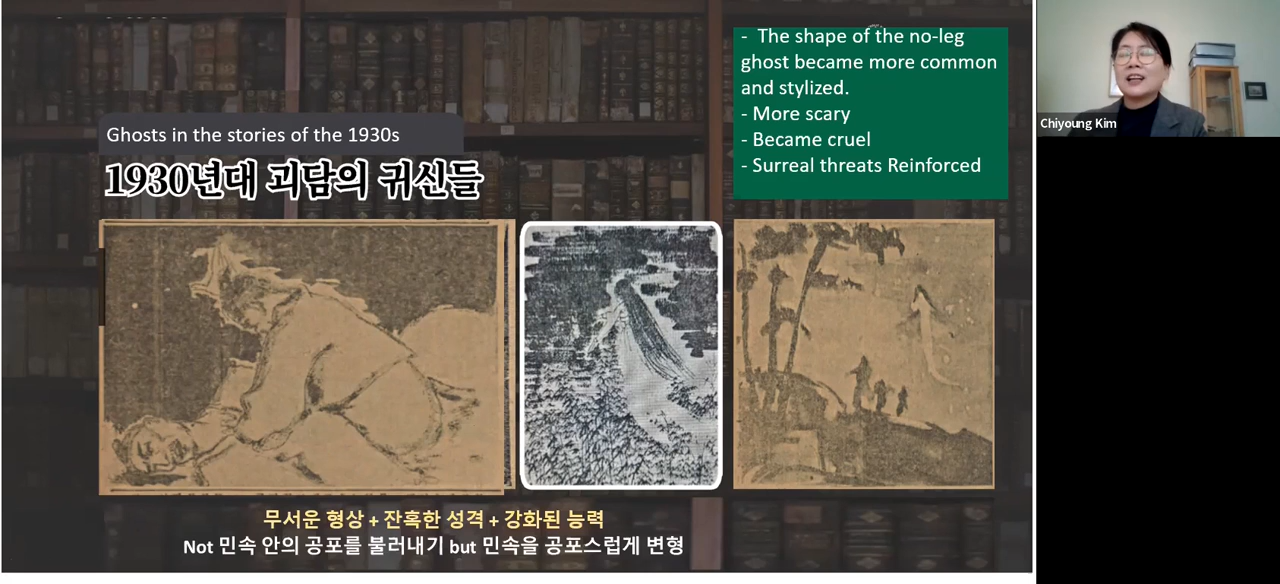 Ghosts in the stories of the 1930s
1930년대 괴담의 귀신들
- The shape of the no-leg
ghost became more common
and stylized.
- More scary
- Became cruel
- Surreal threats Reinforced
무서운 형상 + 잔혹한 성격 + 강화된 능력
Not 민속 안의 공포를 불러내기 but 민속을 공포스럽게 변형
Chiyoung Kim